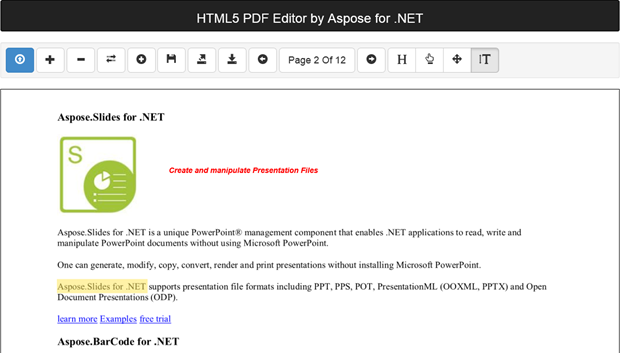 HTML5 PDF Editor by Aspose for .NET
Page 2 Of 12
H
T
Aspose.Slides for .NET
S
Create and manipulate Presentation Files
Aspose.Slides for .NET is a unique PowerPoint® management component that enables .NET applications to read, write and
manipulate PowerPoint documents without using Microsoft PowerPoint.
One can generate, modify, copy, convert, render and print presentations without installing Microsoft PowerPoint.
Aspose.Slides for .NET supports presentation file formats including PPT, PPS, POT, PresentationML (OOXML, PPTX) and Open
Document Presentations (ODP).
learn more Examples free trial
Aspose.BarCode for .NET